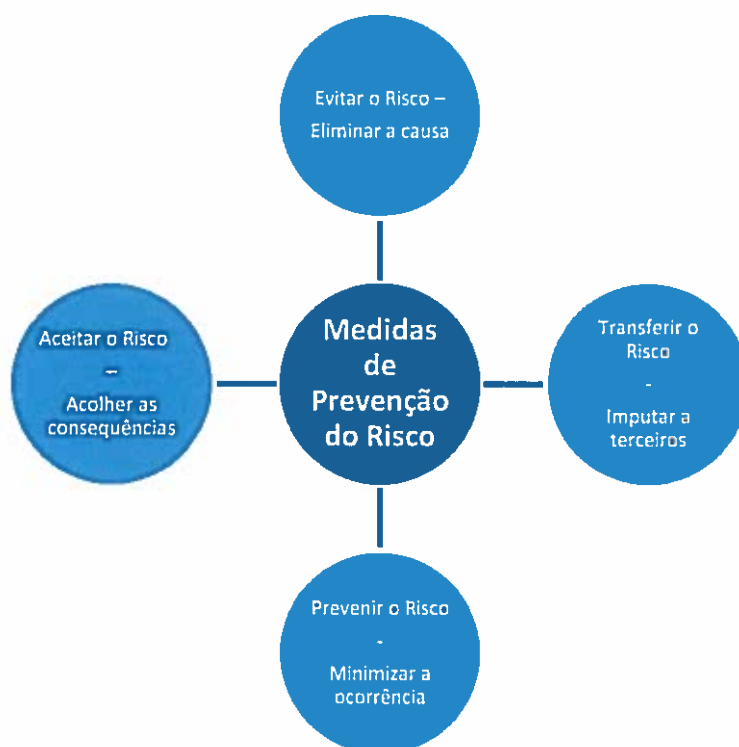 Evitar o Risco –
Eliminar a causa
Aceitar o Risco
–
Acolher as
consequências
Medidas
de
Prevenção
do Risco
Transferir o
Risco
-
Imputar a
terceiros
Prevenir o Risco
-
Minimizar a
ocorrência